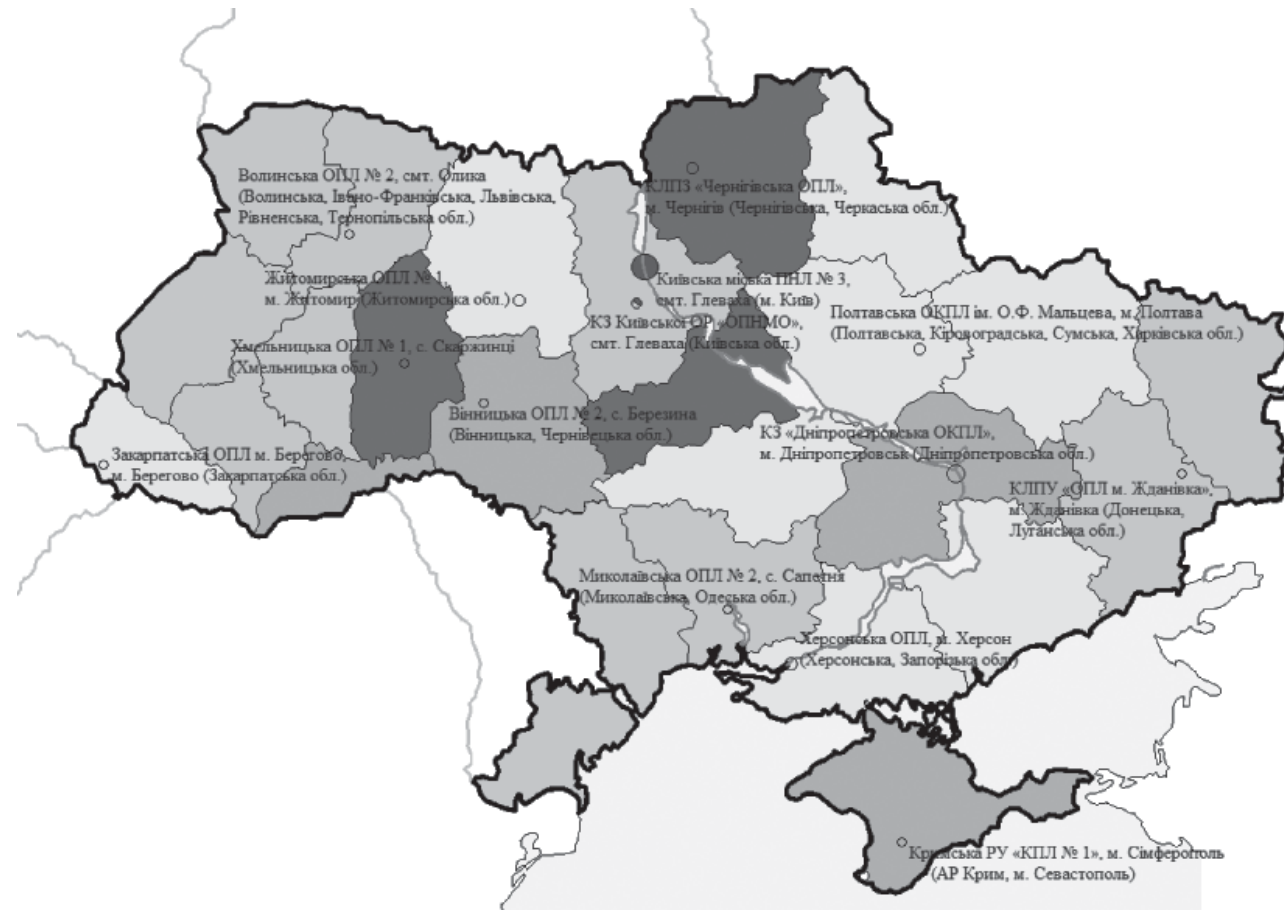 Волинська ОПЛ № 2, смт. Олика
(Волинська, Івано-Франківська, Львівська,
Рівненська, Тернопільська обл.)
КЛПЗ «Чернігівська ОПЛ»,
м. Чернігів (Чернігівська, Черкаська обл.)
Житомирська ОПЛ № 1,
м. Житомир (Житомирська обл.)
Київська міська ПНЛ № 3,
смт. Глеваха (м. Київ)
КЗ Київської ОР «ОПНМО»,
смт. Глеваха (Київська обл.)
Полтавська ОКПЛ ім. О.Ф. Мальцева, м. Полтава
(Полтавська, Кіровоградська, Сумська, Харківська обл.)
Хмельницька ОПЛ № 1, с. Скаржинці
(Хмельницька обл.)
Вінницька ОПЛ № 2, с. Березина
(Вінницька, Чернівецька обл.)
Закарпатська ОПЛ м. Берегово,
м. Берегово (Закарпатська обл.)
КЗ «Дніпропетровська ОКПЛ»,
м. Дніпропетровськ (Дніпропетровська обл.)
КЛПУ «ОПЛ м. Жданівка»,
м. Жданівка (Донецька,
Луганська обл.)
Миколаївська ОПЛ № 2, с. Сапетня
(Миколаївська, Одеська обл.)
Херсонська ОПЛ, м. Херсон
(Херсонська, Запорізька обл.)
Кримська РУ «КПЛ № 1», м. Сімферополь
(АР Крим, м. Севастополь)